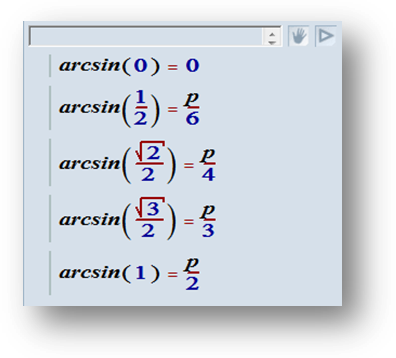 arcsin(0) = 0
arcsin(1/2) = p/6
arcsin(√2/2) = p/4
arcsin(√3/2) = p/3
arcsin(1) = p/2